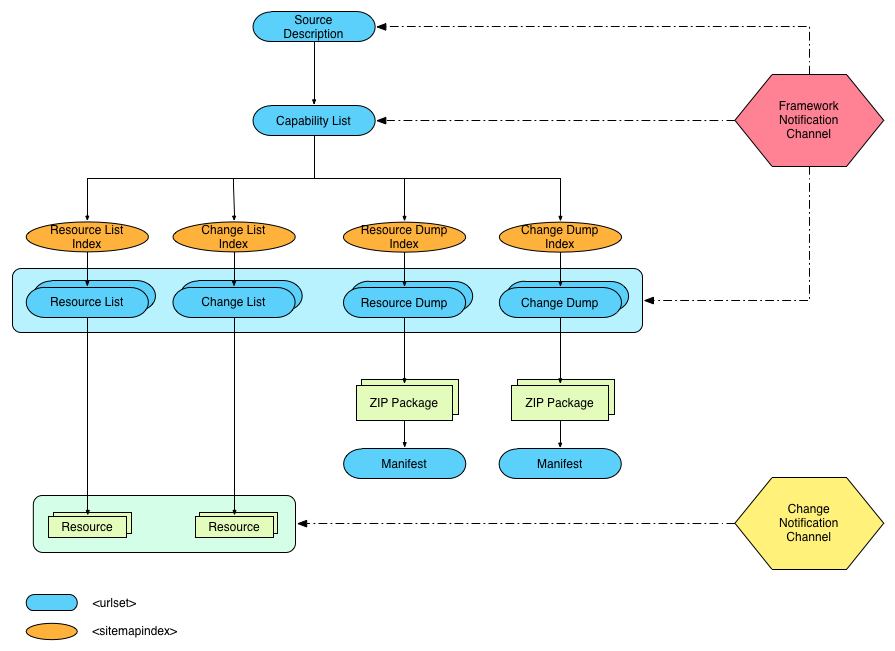 Source
Description
Framework
Notification
Channel
Capability List
Resource List
Index
Change List
Index
Resource Dump
Index
Change Dump
Index
Resource List
Change List
Resource Dump
Change Dump
ZIP Package
ZIP Package
Manifest
Manifest
Resource
Resource
Change
Notification
Channel
<urlset>
<sitemapindex>